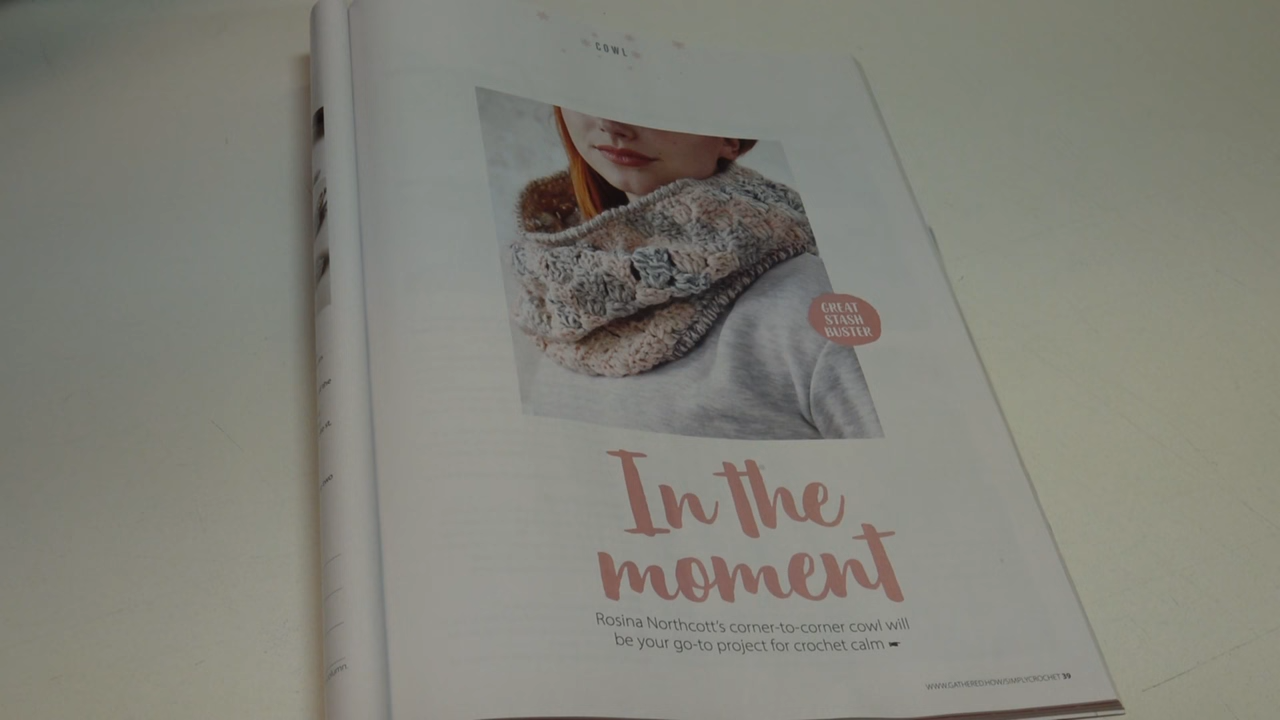 COWL
GREAT
STASH
BUSTER
In the
moment
Rosina Northcott's corner-to-corner cowl will
be your go-to project for crochet calm
WWW.GATHERED.HOW/SIMPLYCROCHET 39